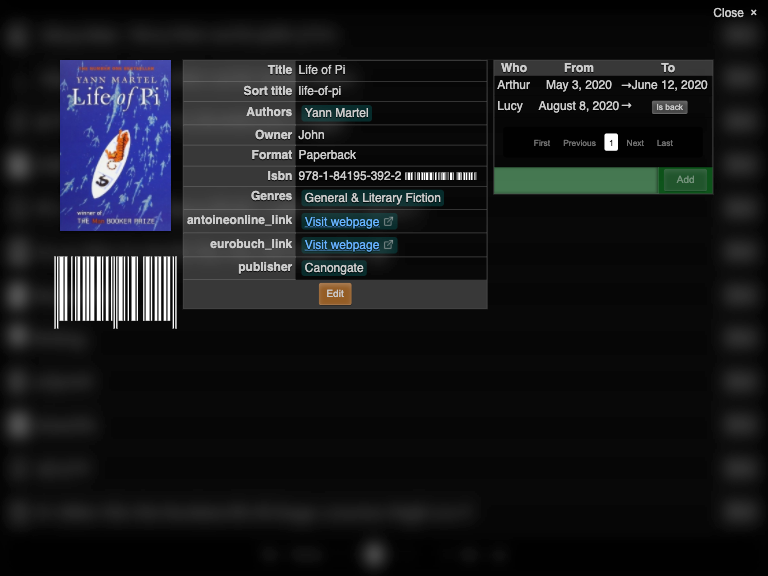 Close ×
YANN MARTEL
Life of Pi
winner of
THE MAN BOOKER PRIZE
Title Life of Pi
Sort title life-of-pi
Authors Yann Martel
Owner John
Format Paperback
Isbn 978-1-84195-392-2
Genres General & Literary Fiction
antoineonline_link Visit webpage
eurobuch_link Visit webpage
publisher Canongate
Edit
Who From To
Arthur May 3, 2020 →June 12, 2020
Lucy August 8, 2020 → Is back
First Previous 1 Next Last
Add